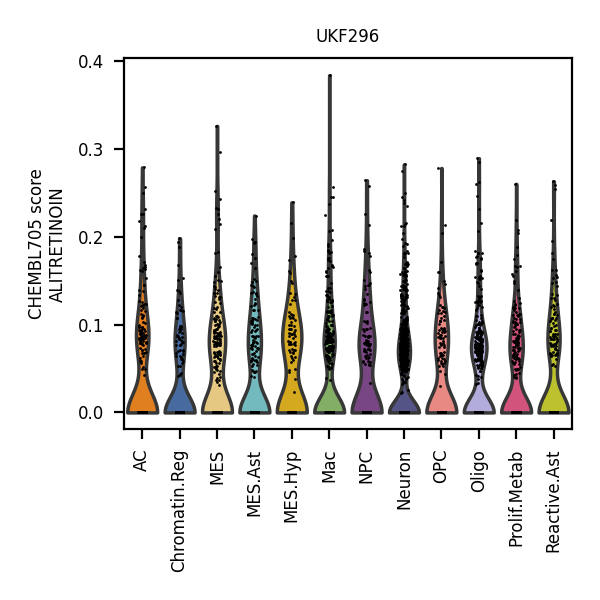 UKF296
CHEMBL705 score
ALITRETINOIN
0.4
0.3
0.2
0.1
0.0
AC
Chromatin.Reg
MES
MES.Ast
MES.Hyp
Mac
NPC
Neuron
OPC
Oligo
Prolif.Metab
Reactive.Ast